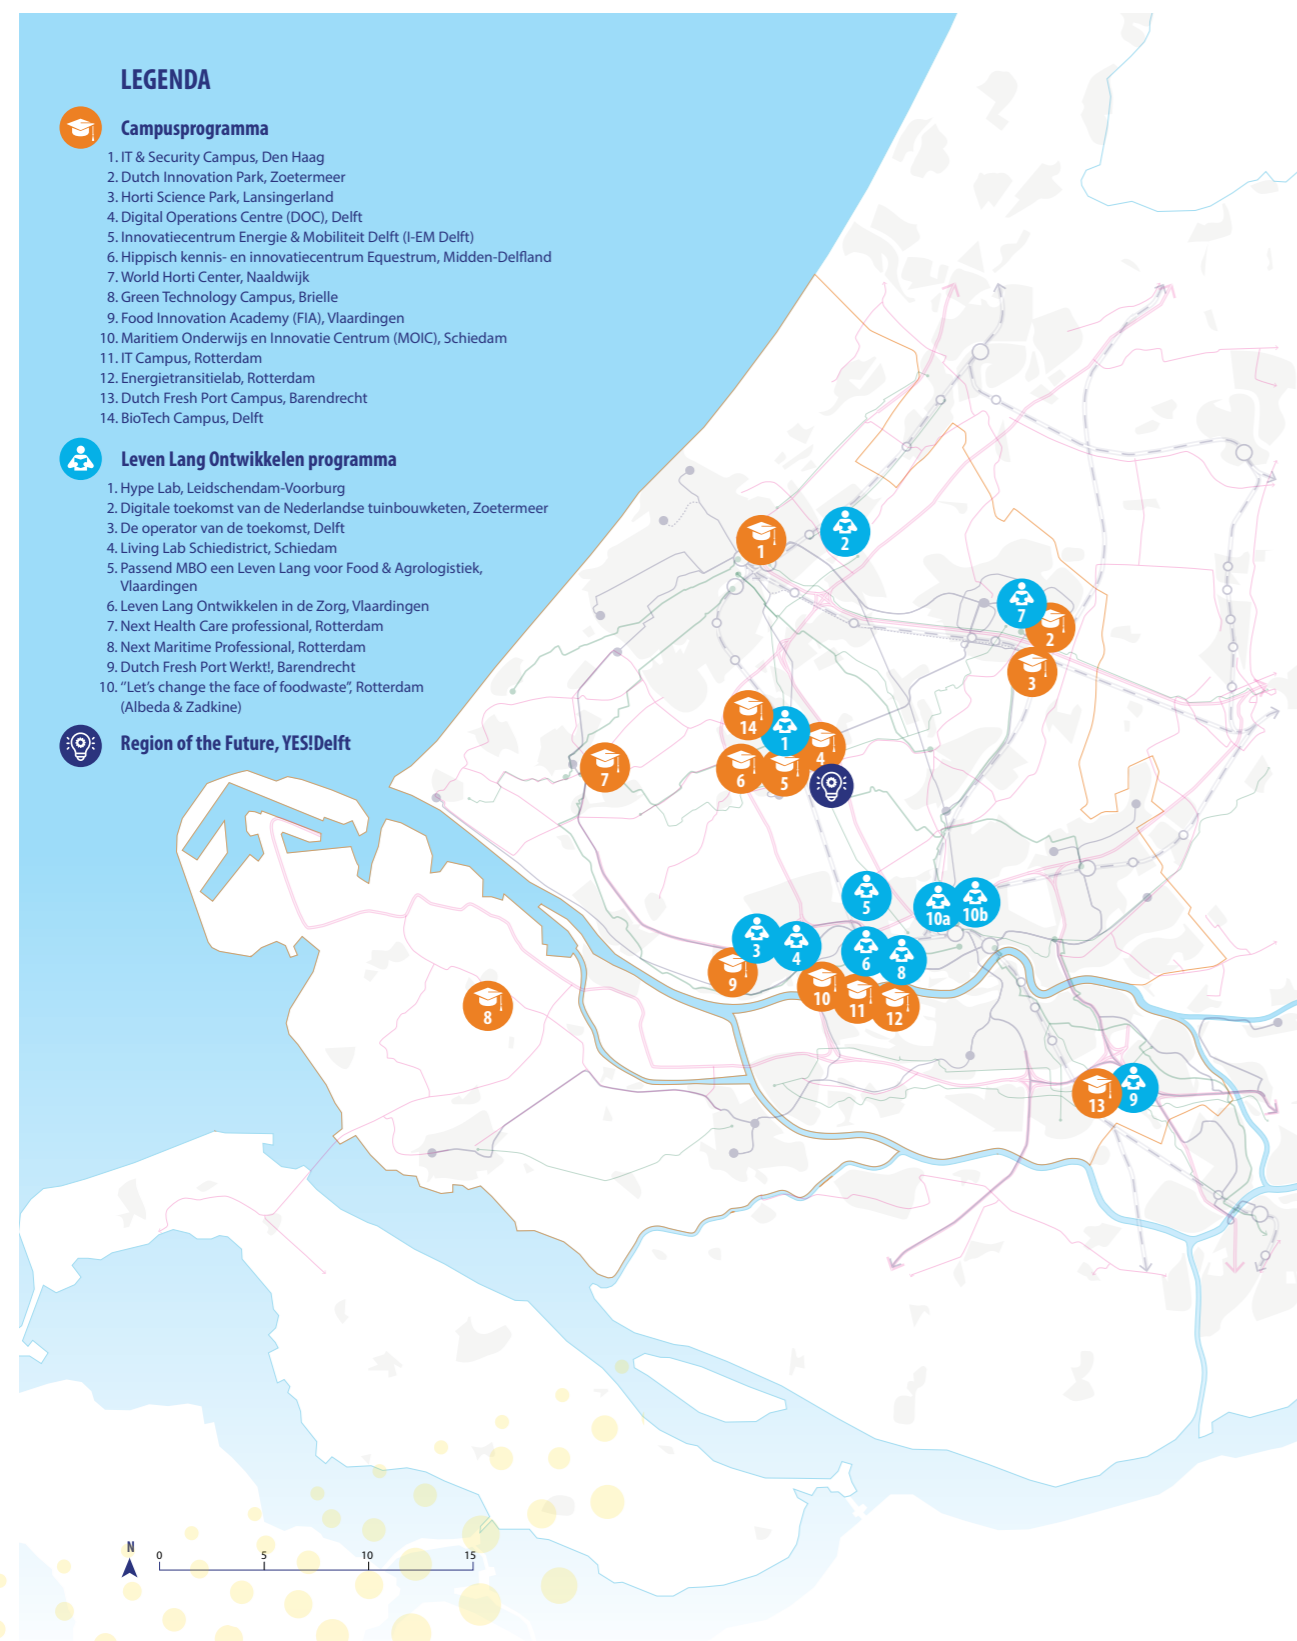 LEGENDA
Campusprogramma
1. IT & Security Campus, Den Haag
2. Dutch Innovation Park, Zoetermeer
3. Horti Science Park, Lansingerland
4. Digital Operations Centre (DOC), Delft
5. Innovatiecentrum Energie & Mobiliteit Delft (I-EM Delft)
6. Hippisch kennis- en innovatiecentrum Equestrum, Midden-Delfland
7. World Horti Center, Naaldwijk
8. Green Technology Campus, Brielle
9. Food Innovation Academy (FIA), Vlaardingen
10. Maritiem Onderwijs en Innovatie Centrum (MOIC), Schiedam
11. IT Campus, Rotterdam
12. Energietransitielab, Rotterdam
13. Dutch Fresh Port Campus, Barendrecht
14. BioTech Campus, Delft
Leven Lang Ontwikkelen programma
1. Hype Lab, Leidschendam-Voorburg
2. Digitale toekomst van de Nederlandse tuinbouwketen, Zoetermeer
3. De operator van de toekomst, Delft
4. Living Lab Schiedistrict, Schiedam
5. Passend MBO een Leven Lang voor Food & Agrologistiek,
Vlaardingen
6. Leven Lang Ontwikkelen in de Zorg, Vlaardingen
7. Next Health Care professional, Rotterdam
8. Next Maritime Professional, Rotterdam
9. Dutch Fresh Port Werkt!, Barendrecht
10. “Let’s change the face of foodwaste”, Rotterdam
(Albeda & Zadkine)
Region of the Future, YES!Delft
1
2
7
2
3
14
1
4
7
6
5
5
10a
10b
3
4
6
8
9
10
11
12
8
13
9
N
0
5
10
15